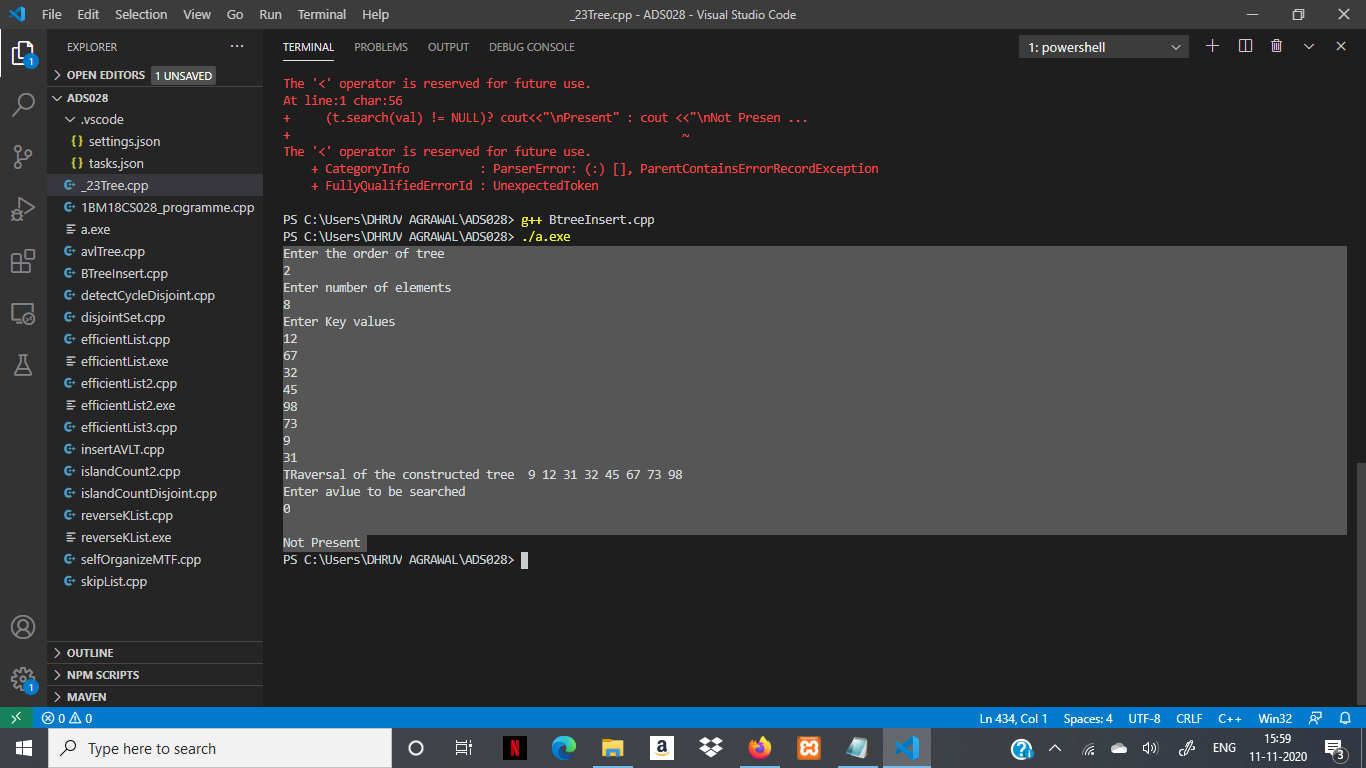 File Edit Selection View Go Run Terminal Help
_23Tree.cpp - ADS028 - Visual Studio Code
EXPLORER
OPEN EDITORS 1 UNSAVED
ADS028
.vscode
{} settings.json
{} tasks.json
_23Tree.cpp
1BM18CS028_programme.cpp
a.exe
avlTree.cpp
BTreeInsert.cpp
detectCycleDisjoint.cpp
disjointSet.cpp
efficientList.cpp
efficientList.exe
efficientList2.cpp
efficientList2.exe
efficientList3.cpp
insertAVLT.cpp
islandCount2.cpp
islandCountDisjoint.cpp
reverseKList.cpp
reverseKList.exe
selfOrganizeMTF.cpp
skipList.cpp
OUTLINE
NPM SCRIPTS
MAVEN
1
1
TERMINAL PROBLEMS OUTPUT DEBUG CONSOLE
1: powershell
The '<' operator is reserved for future use.
At line:1 char:56
+     (t.search(val) != NULL)? cout<<"\nPresent" : cout <<"\nNot Presen ...
+                                                        ~
The '<' operator is reserved for future use.
    + CategoryInfo          : ParserError: (:) [], ParentContainsErrorRecordException
    + FullyQualifiedErrorId : UnexpectedToken
PS C:\Users\DHRUV AGRAWAL\ADS028> g++ BtreeInsert.cpp
PS C:\Users\DHRUV AGRAWAL\ADS028> ./a.exe
Enter the order of tree
2
Enter number of elements
8
Enter Key values
12
67
32
45
98
73
9
31
TRaversal of the constructed tree  9 12 31 32 45 67 73 98
Enter avlue to be searched
0
Not Present
PS C:\Users\DHRUV AGRAWAL\ADS028>
0 0
Ln 434, Col 1 Spaces: 4 UTF-8 CRLF C++ Win32
Type here to search
N
a
ENG
15:59
11-11-2020
3